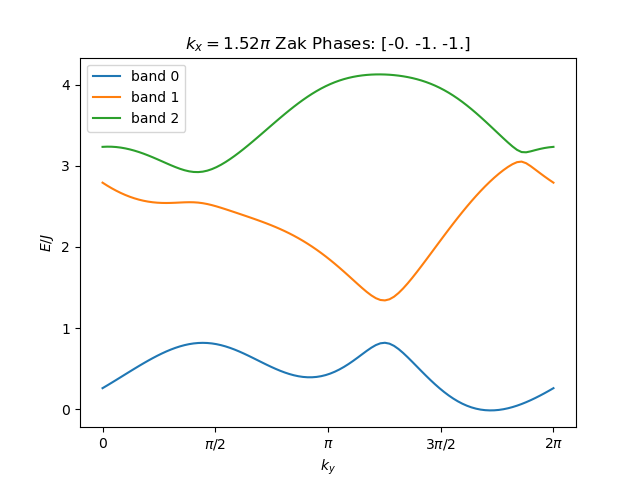 $k_x = 1.52\pi$ Zak Phases: [-0. -1. -1.]
band 0
band 1
band 2
4
3
2
1
0
E/J
0 π/2 π 3π/2 2π
$k_y$